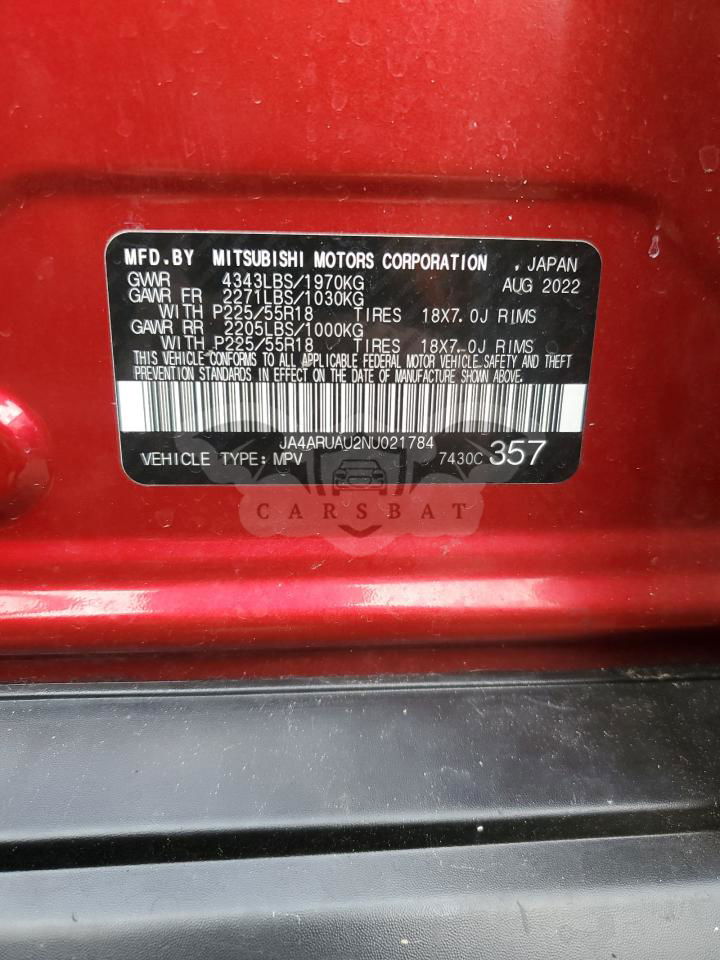 MFD.BY MITSUBISHI MOTORS CORPORATION , JAPAN
GVWR 4343LBS/1970KG AUG 2022
GAWR FR 2271LBS/1030KG
WITH P225/55R18 TIRES 18X7.0J RIMS
GAWR RR 2205LBS/1000KG
WITH P225/55R18 TIRES 18X7.0J RIMS
THIS VEHICLE CONFORMS TO ALL APPLICABLE FEDERAL MOTOR VEHICLE SAFETY AND THEFT
PREVENTION STANDARDS IN EFFECT ON THE DATE OF MANUFACTURE SHOWN ABOVE.
JA4ARUAU2NU021784
VEHICLE TYPE: MPV 7430C 357
CARSBAT